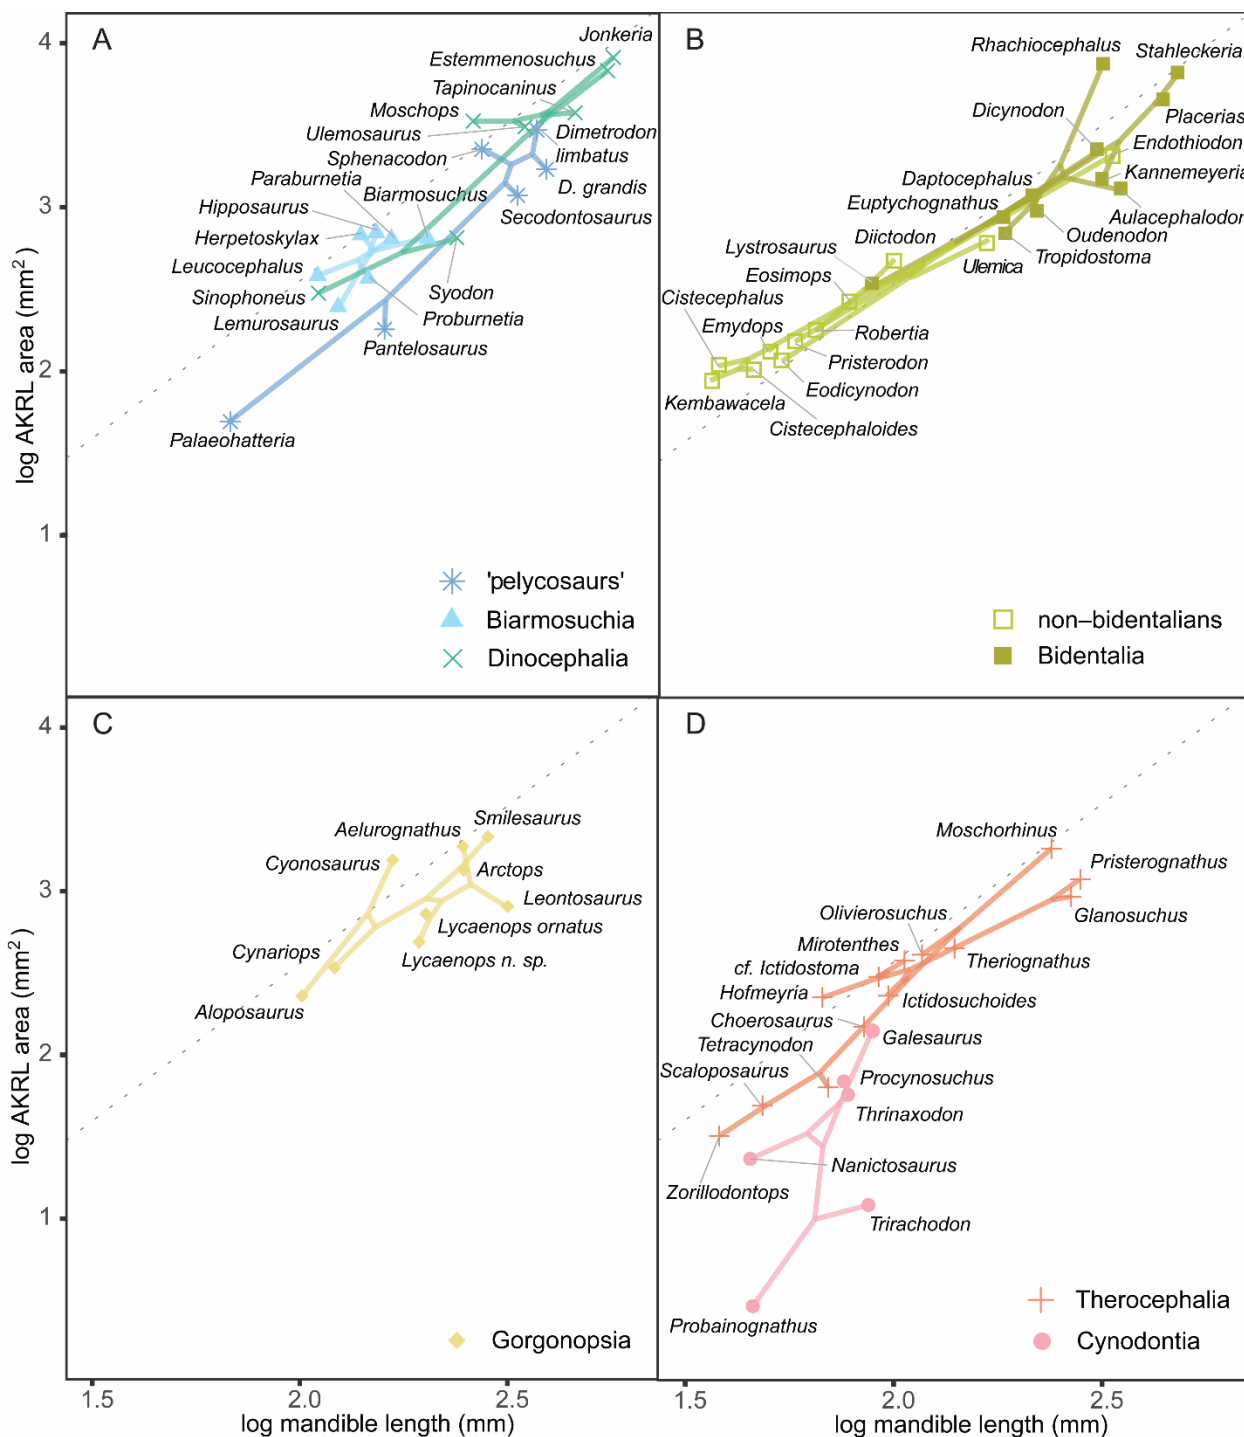 A
Jonkeria
Estemmenosuchus
Tapinocaninus
Moschops
Ulemosaurus
Dimetrodon
limbatus
Sphenacodon
D. grandis
Paraburnetia
Biarmosuchus
Secodontosaurus
Hipposaurus
Herpetoskylax
Leucocephalus
Sinophoneus
Syodon
Lemurosaurus
Proburnetia
Pantelosaurus
Palaeohatteria
4
3
2
1
log AKRL area (mm2)
'pelycosaurs'
Biarmosuchia
Dinocephalia
B
Rhachiocephalus
Stahleckeria
Dicynodon
Placerias
Endothiodon
Daptocephalus
Kannemeyeria
Euptychognathus
Aulacephalodon
Diictodon
Oudenodon
Lystrosaurus
Tropidostoma
Eosimops
Ulemica
Cistecephalus
Emydops
Robertia
Pristerodon
Eodicynodon
Kembawacela
Cistecephaloides
non–bidentalians
Bidentalia
C
Smilesaurus
Aelurognathus
Cyonosaurus
Arctops
Leontosaurus
Lycaenops ornatus
Cynariops
Lycaenops n. sp.
Aloposaurus
4
3
2
1
log AKRL area (mm2)
Gorgonopsia
1.5
2.0
2.5
log mandible length (mm)
D
Moschorhinus
Pristerognathus
Olivierosuchus
Glanosuchus
Mirotenthes
Theriognathus
cf. Ictidostoma
Hofmeyria
Ictidosuchoides
Choerosaurus
Galesaurus
Tetracynodon
Scaloposaurus
Procynosuchus
Thrinaxodon
Nanictosaurus
Zorillodontops
Trirachodon
Probainognathus
Therocephalia
Cynodontia
1.5
2.0
2.5
log mandible length (mm)